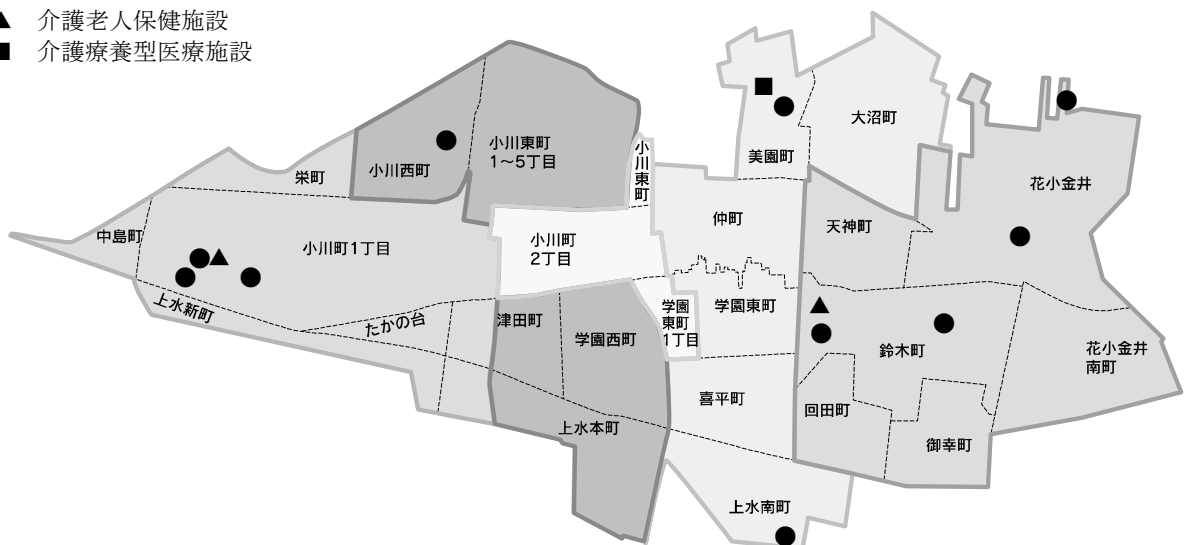 ▲ 介護老人保健施設
■ 介護療養型医療施設
大沼町
小川東町
1～5丁目
小川東町
美園町
小川西町
栄町
花小金井
仲町
天神町
中島町
小川町1丁目
小川町
2丁目
上水新町
たかの台
津田町
学園西町
学園
東町
1丁目
学園東町
鈴木町
花小金井
南町
喜平町
回田町
上水本町
御幸町
上水南町